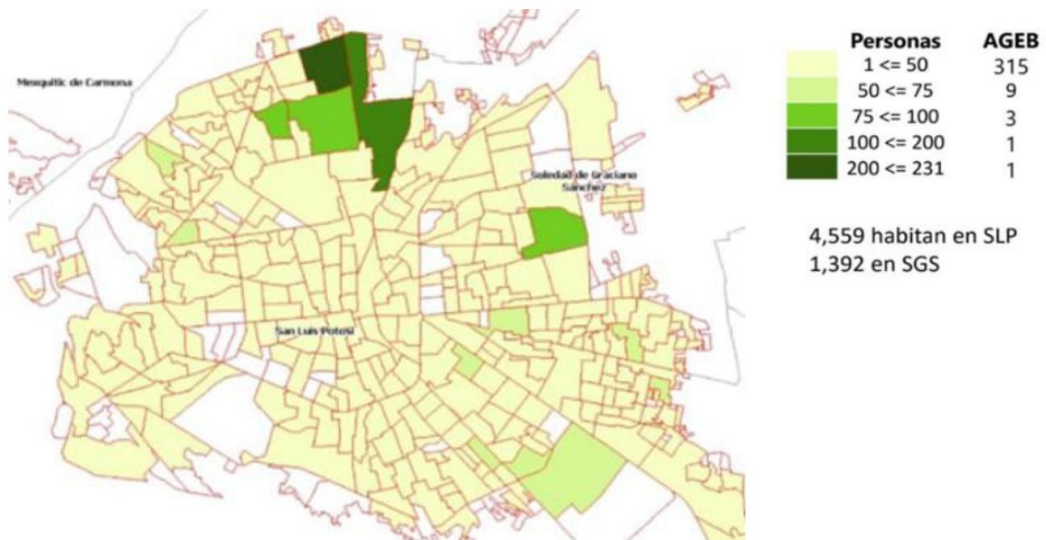 Mexquitic de Carmona
Soledad de Graciano
Sánchez
San Luis Potosí
Personas AGEB
1 <= 50 315
50 <= 75 9
75 <= 100 3
100 <= 200 1
200 <= 231 1
4,559 habitan en SLP
1,392 en SGS